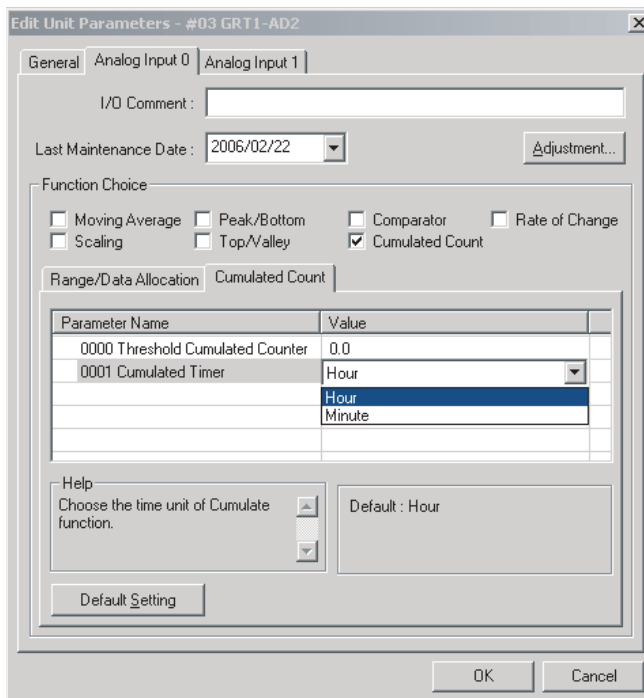 Edit Unit Parameters - #03 GRT1-AD2
General Analog Input 0 Analog Input 1
I/O Comment :
Last Maintenance Date : 2006/02/22 Adjustment...
Function Choice
Moving Average Peak/Bottom Comparator Rate of Change
Scaling Top/Valley Cumulated Count
Range/Data Allocation Cumulated Count
Parameter Name Value
0000 Threshold Cumulated Counter 0.0
0001 Cumulated Timer Hour
Hour
Minute
Help
Choose the time unit of Cumulate Default : Hour
function.
Default Setting
OK Cancel